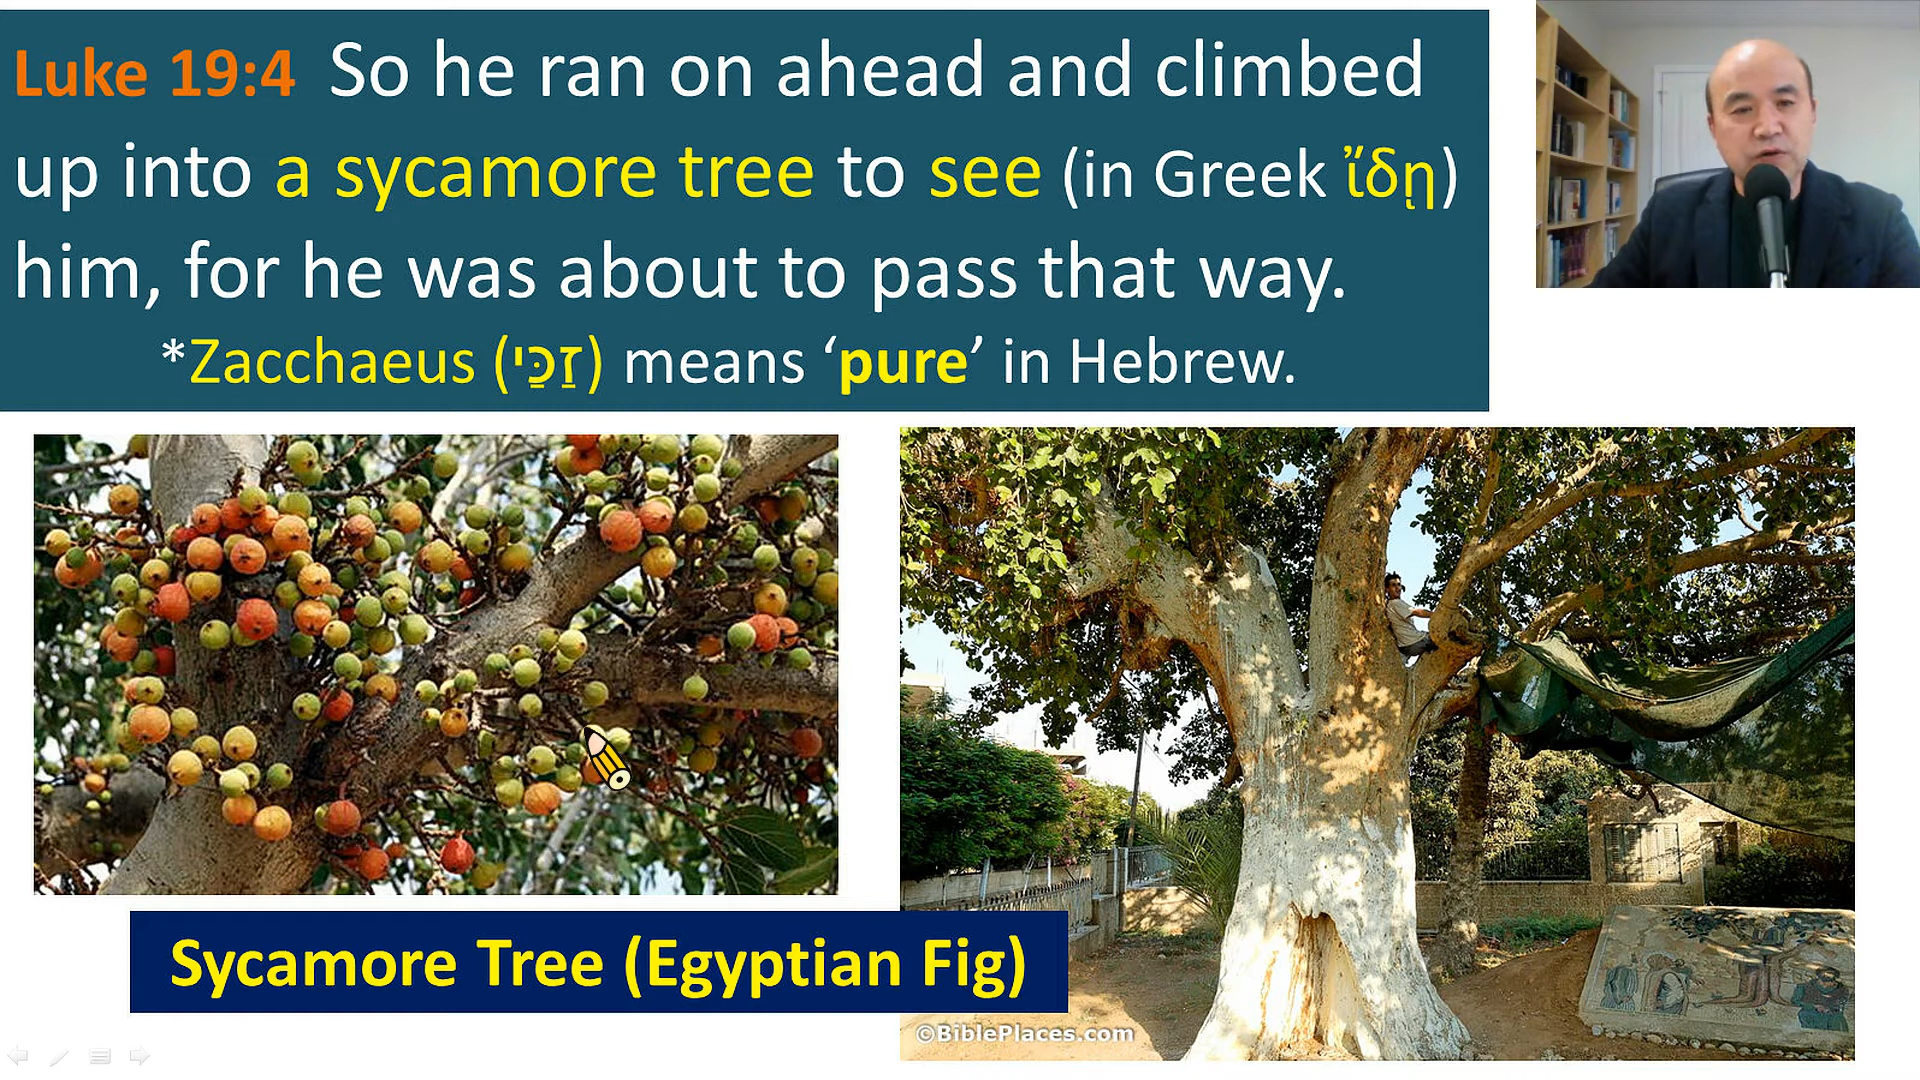 Luke 19:4 So he ran on ahead and climbed
up into a sycamore tree to see (in Greek ἴδῃ)
him, for he was about to pass that way.
*Zacchaeus (זַכַּי) means ‘pure’ in Hebrew.
Sycamore Tree (Egyptian Fig)
©BiblePlaces.com